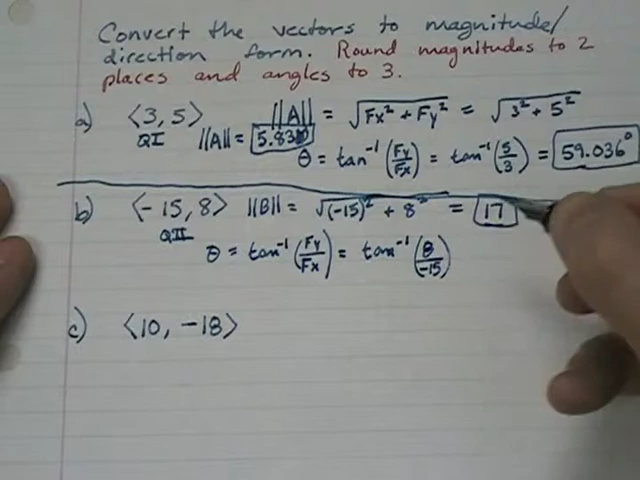 Convert the vectors to magnitude/
direction form. Round magnitudes to 2
places and angles to 3.
a) ⟨3, 5⟩ ||A|| = √(Fx² + Fy²) = √(3² + 5²)
QI ||A|| = 5.83
θ = tan⁻¹(Fy/Fx) = tan⁻¹(5/3) = 59.036°
b) ⟨-15, 8⟩ ||B|| = √((-15)² + 8²) = 17
QII
θ = tan⁻¹(Fy/Fx) = tan⁻¹(8/-15)
c) ⟨10, -18⟩